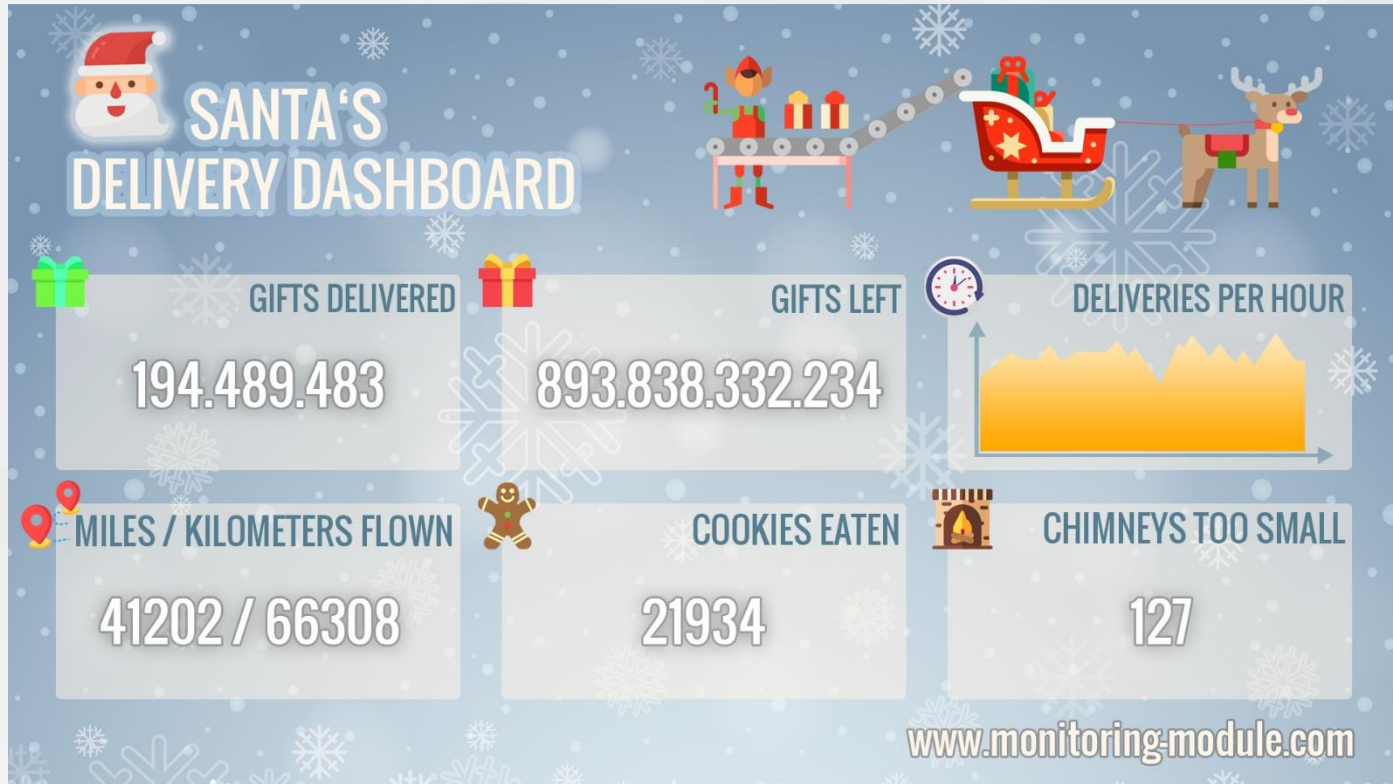 SANTA‘S
DELIVERY DASHBOARD
GIFTS DELIVERED
194.489.483
GIFTS LEFT
893.838.332.234
DELIVERIES PER HOUR
MILES / KILOMETERS FLOWN
41202 / 66308
COOKIES EATEN
21934
CHIMNEYS TOO SMALL
127
www.monitoring-module.com